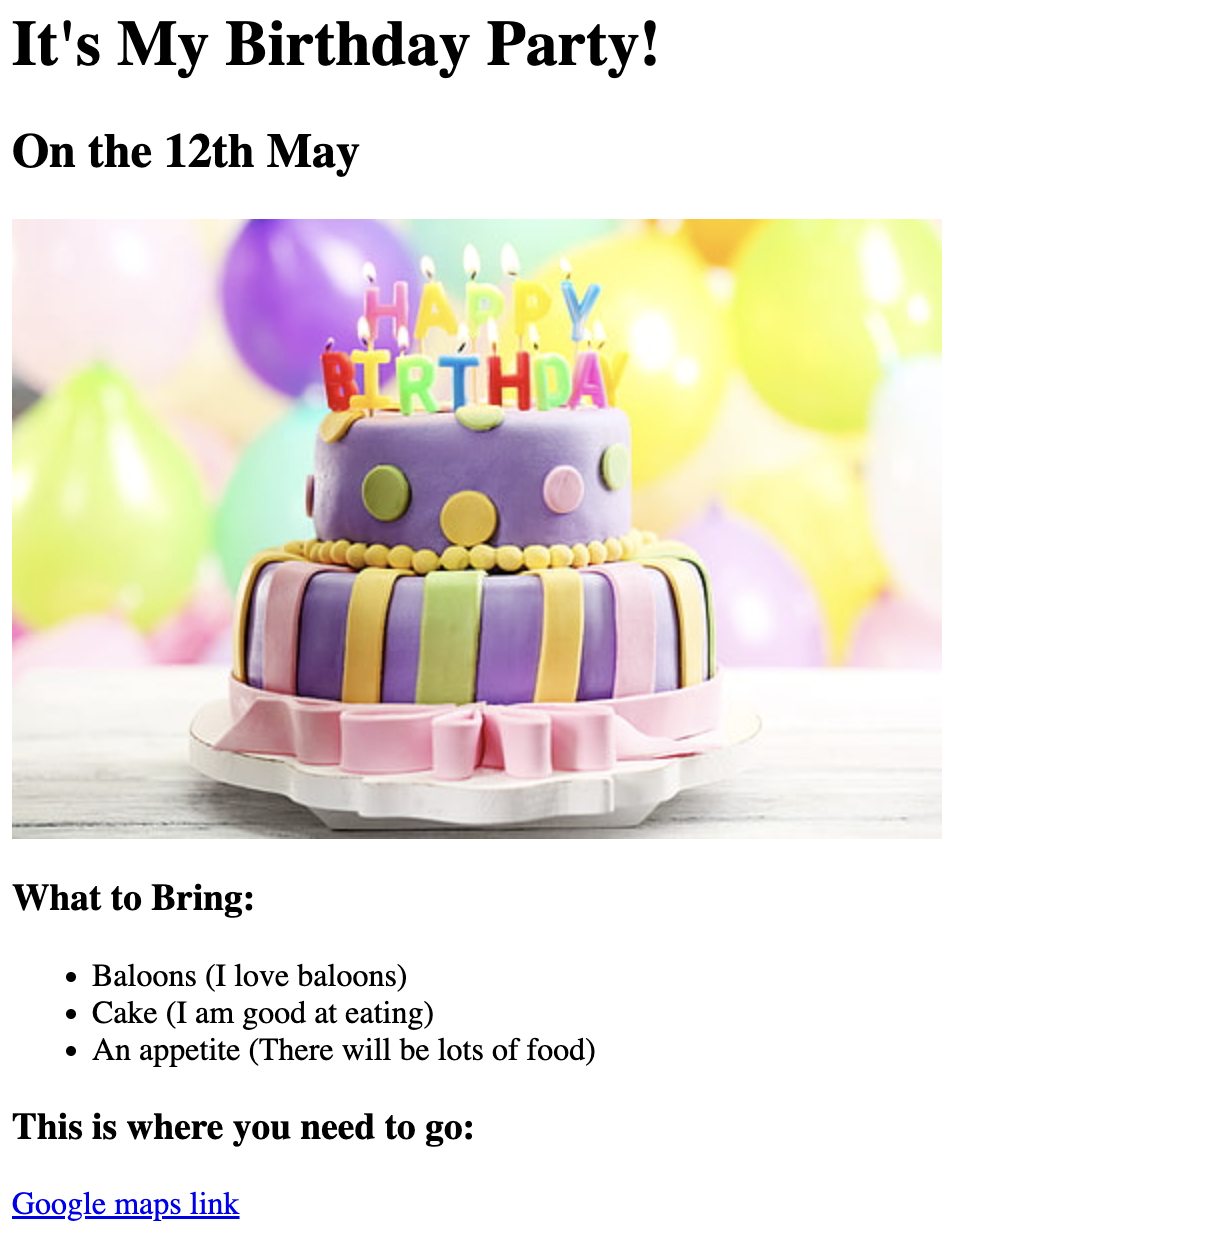 It's My Birthday Party!
On the 12th May
HAPPY
BIRTHDAY
What to Bring:
Baloons (I love baloons)
Cake (I am good at eating)
An appetite (There will be lots of food)
This is where you need to go:
Google maps link